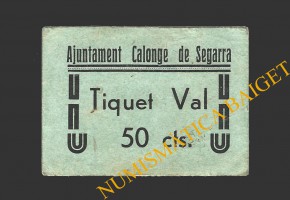 Ajuntament Calonge de Segarra
Tiquet Val
50 cts.
NUMISMATICA BAIGET